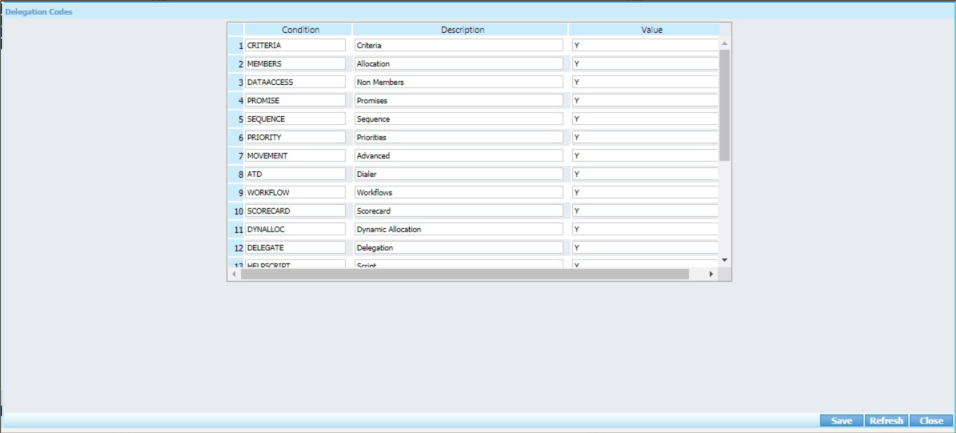 Delegation Codes
Condition Description Value
1 CRITERIA Criteria Y
2 MEMBERS Allocation Y
3 DATAACCESS Non Members Y
4 PROMISE Promises Y
5 SEQUENCE Sequence Y
6 PRIORITY Priorities Y
7 MOVEMENT Advanced Y
8 ATD Dialer Y
9 WORKFLOW Workflows Y
10 SCORECARD Scorecard Y
11 DYNALLOC Dynamic Allocation Y
12 DELEGATE Delegation Y
13 HELPSCRIPT Script Y
Save Refresh Close